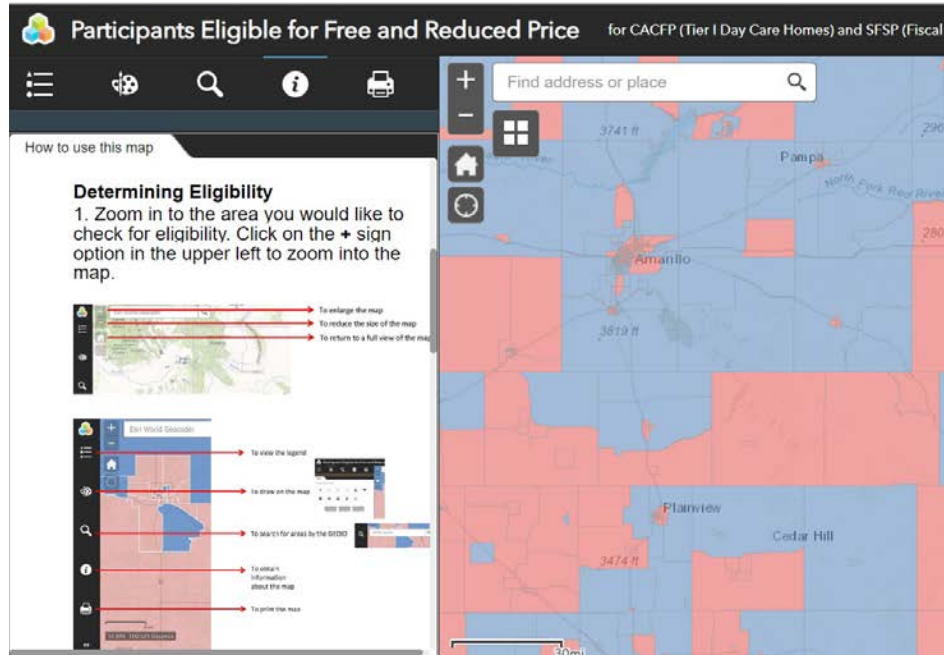 Participants Eligible for Free and Reduced Price for CACFP (Tier I Day Care Homes) and SFSP (Fiscal
Find address or place
How to use this map
Determining Eligibility
1. Zoom in to the area you would like to
check for eligibility. Click on the + sign
option in the upper left to zoom into the
map.
To enlarge the map
To reduce the size of the map
To return to a full view of the map
Esri World Geocoder
To view the legend
To draw on the map
To search for areas by the GEOID
To obtain
information
about the map
To print the map
3741 ft
296
Pampa
North Fork Red River
280
Amarillo
3819 ft
Plainview
Cedar Hill
3474 ft
30mi